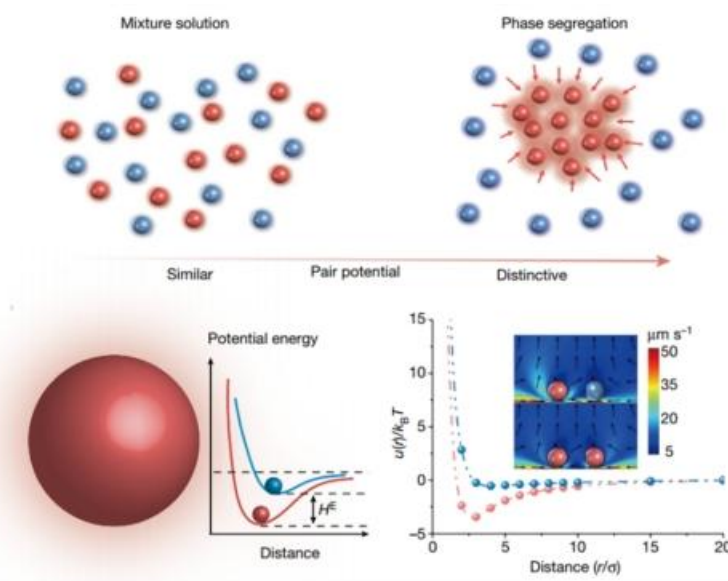 Mixture solution
Phase segregation
Similar
Pair potential
Distinctive
Potential energy
Hᴱ
Distance
15
10
5
0
−5
u(r)/k_BT
μm s⁻¹
50
35
20
5
0
5
10
15
20
Distance (r/σ)